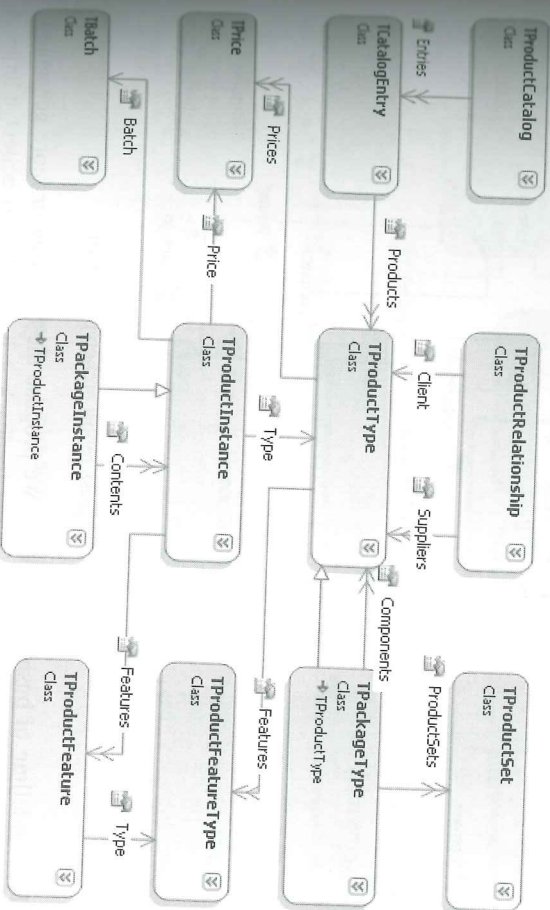 TProductCatalog
Class
TProductRelationship
Class
TProductSet
Class
Entries
Client
Suppliers
ProductSets
TCatalogEntry
Class
Products
TProductType
Class
Components
TPackageType
Class
TProductType
Prices
Type
Features
TPrice
Class
Price
TProductInstance
Class
TProductFeatureType
Class
Batch
Contents
Features
Type
TBatch
Class
TPackageInstance
Class
TProductInstance
TProductFeature
Class